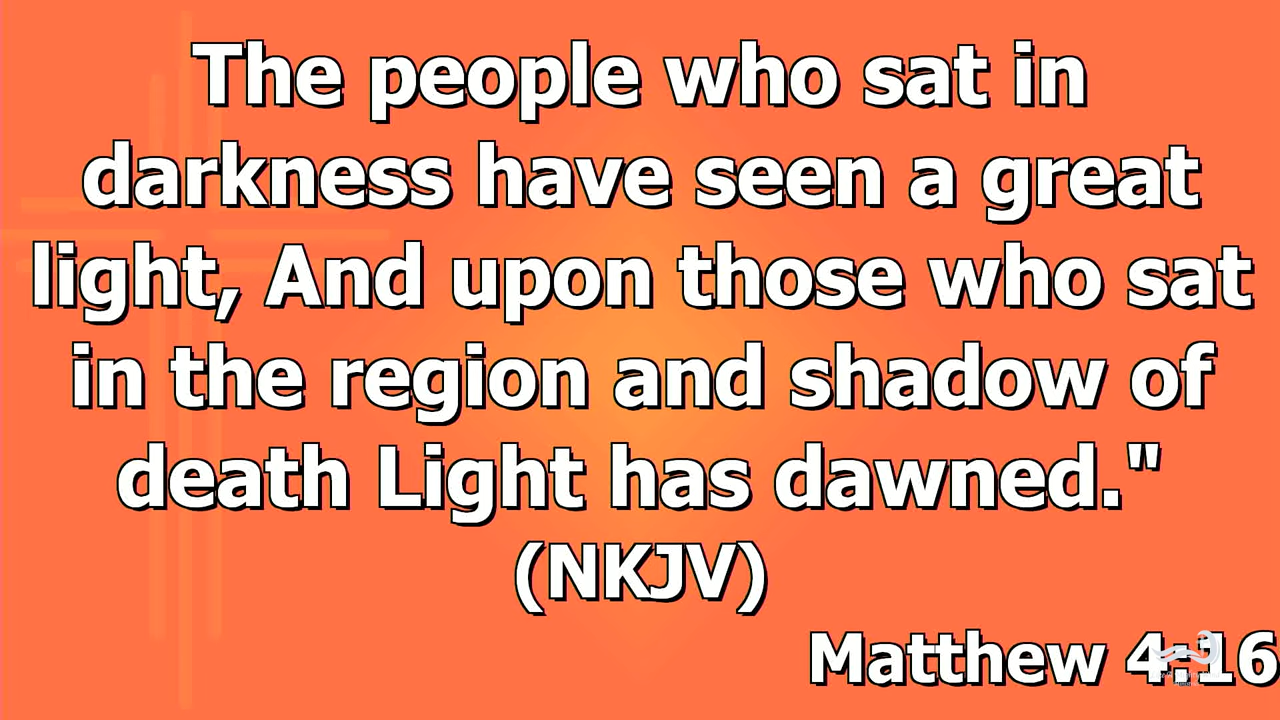 The people who sat in
darkness have seen a great
light, And upon those who sat
in the region and shadow of
death Light has dawned."
(NKJV)
Matthew 4:16